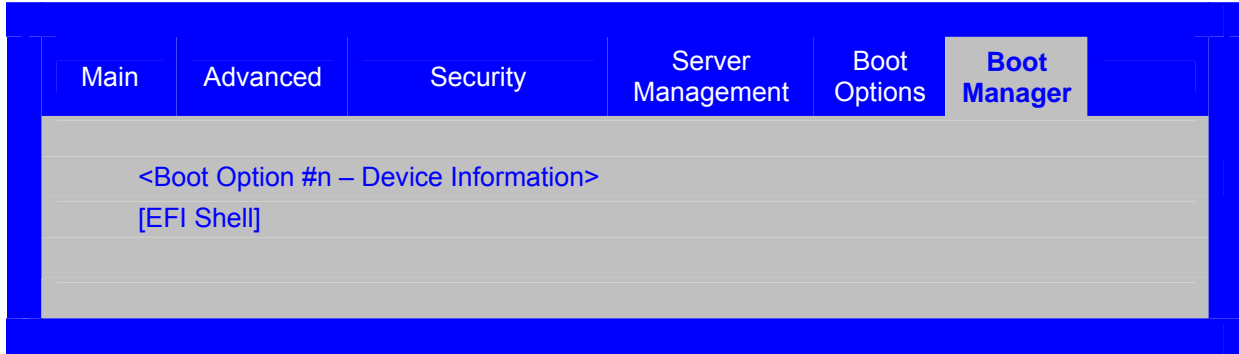 Main
Advanced
Security
Server
Management
Boot
Options
Boot
Manager
<Boot Option #n – Device Information>
[EFI Shell]